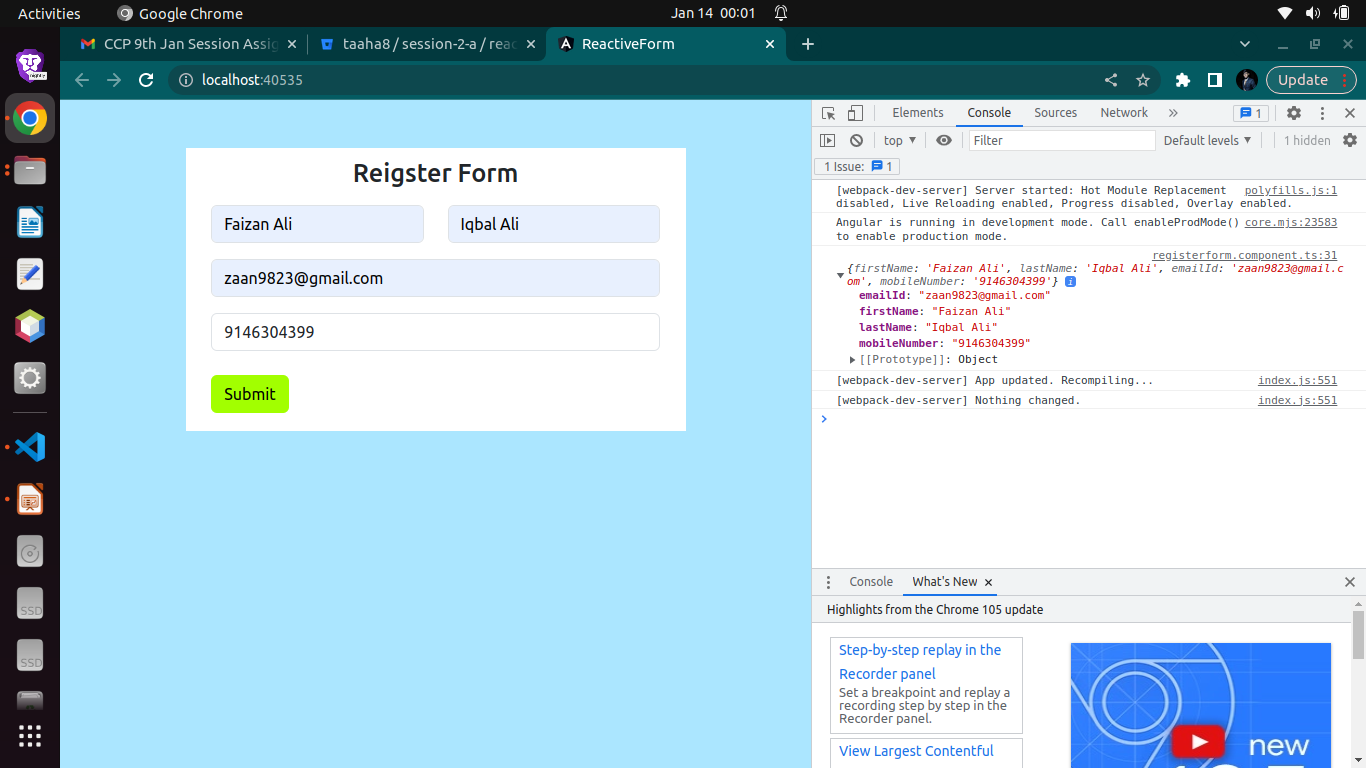 Activities
Google Chrome
Jan 14 00:01
CCP 9th Jan Session Assig
taaha8 / session-2-a / reac
ReactiveForm
localhost:40535
Update
Elements Console Sources Network
1
top
Filter
Default levels
1 hidden
1 Issue: 1
[webpack-dev-server] Server started: Hot Module Replacement polyfills.js:1
disabled, Live Reloading enabled, Progress disabled, Overlay enabled.
Angular is running in development mode. Call enableProdMode() core.mjs:23583
to enable production mode.
registerform.component.ts:31
{firstName: 'Faizan Ali', lastName: 'Iqbal Ali', emailId: 'zaan9823@gmail.c
om', mobileNumber: '9146304399'}
emailId: "zaan9823@gmail.com"
firstName: "Faizan Ali"
lastName: "Iqbal Ali"
mobileNumber: "9146304399"
[[Prototype]]: Object
[webpack-dev-server] App updated. Recompiling... index.js:551
[webpack-dev-server] Nothing changed. index.js:551
Reigster Form
Faizan Ali
Iqbal Ali
zaan9823@gmail.com
9146304399
Submit
Console What's New
Highlights from the Chrome 105 update
Step-by-step replay in the
Recorder panel
Set a breakpoint and replay a
recording step by step in the
Recorder panel.
View Largest Contentful
new
nightly
SSD
SSD